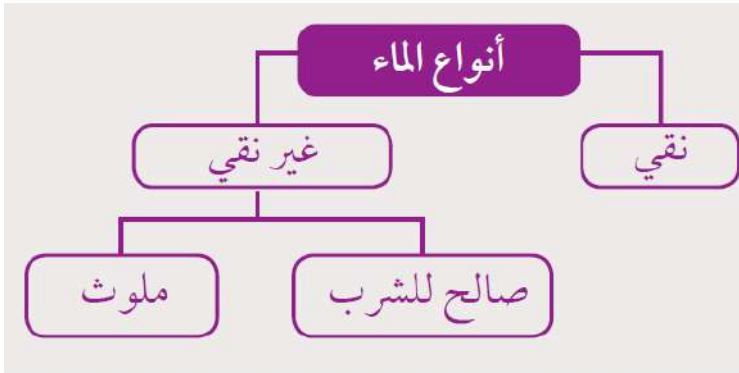 أنواع الماء
نقي
غير نقي
صالح للشرب
ملوث